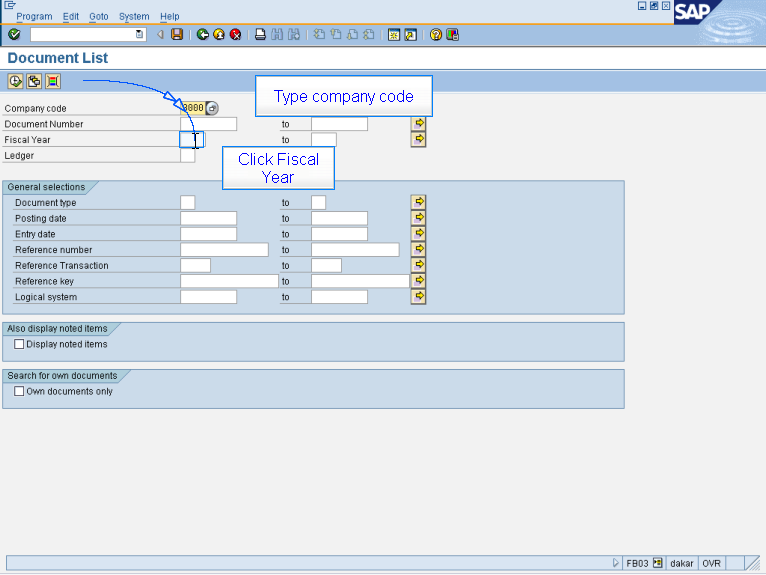 Program Edit Goto System Help
SAP
Document List
Type company code
Company code
Document Number to
Fiscal Year to
Ledger
Click Fiscal
Year
General selections
Document type to
Posting date to
Entry date to
Reference number to
Reference Transaction to
Reference key to
Logical system to
Also display noted items
Display noted items
Search for own documents
Own documents only
FB03 dakar OVR